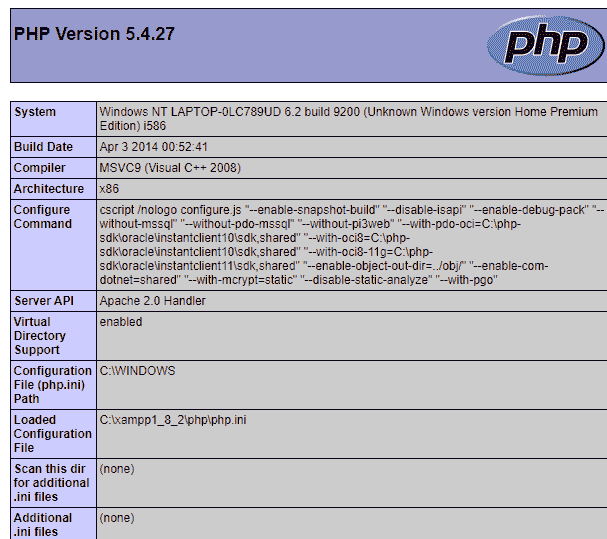 PHP Version 5.4.27
php
System
Windows NT LAPTOP-0LC789UD 6.2 build 9200 (Unknown Windows version Home Premium
Edition) i586
Build Date
Apr 3 2014 00:52:41
Compiler
MSVC9 (Visual C++ 2008)
Architecture
x86
Configure
Command
cscript /nologo configure.js "--enable-snapshot-build" "--disable-isapi" "--enable-debug-pack" "--
without-mssql" "--without-pdo-mssql" "--without-pi3web" "--with-pdo-oci=C:\php-
sdk\oracle\instantclient10\sdk,shared" "--with-oci8=C:\php-
sdk\oracle\instantclient10\sdk,shared" "--with-oci8-11g=C:\php-
sdk\oracle\instantclient11\sdk,shared" "--enable-object-out-dir=../obj/" "--enable-com-
dotnet=shared" "--with-mcrypt=static" "--disable-static-analyze" "--with-pgo"
Server API
Apache 2.0 Handler
Virtual
Directory
Support
enabled
Configuration
File (php.ini)
Path
C:\WINDOWS
Loaded
Configuration
File
C:\xampp1_8_2\php\php.ini
Scan this dir
for additional
.ini files
(none)
Additional
.ini files
(none)